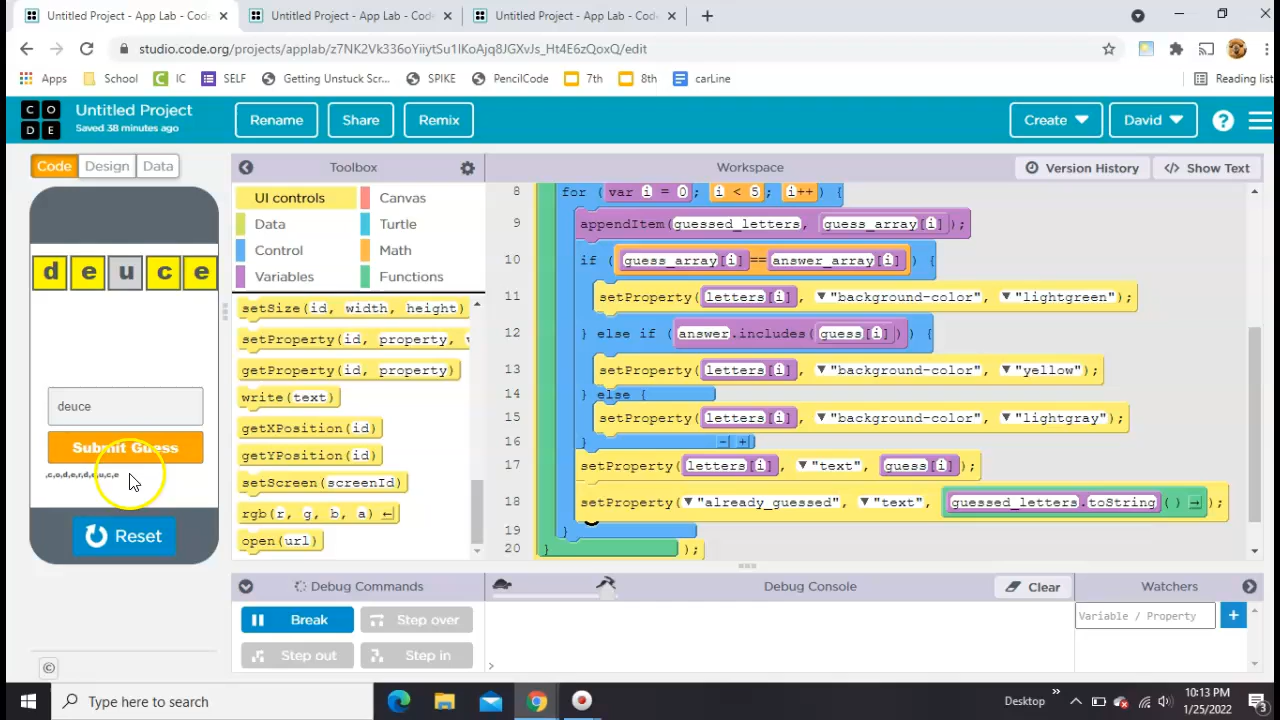 Untitled Project - App Lab - Code. Untitled Project - App Lab - Code. Untitled Project - App Lab - Code.
studio.code.org/projects/applab/z7NK2Vk336oYiiytSu1IKoAjq8JGXvJs_Ht4E6zQoxQ/edit
Apps School IC SELF Getting Unstuck Scr... SPIKE PencilCode 7th 8th carLine Reading list
CO
DE
Untitled Project
Saved 38 minutes ago
Rename Share Remix Create David ?
Code Design Data Toolbox Workspace Version History </> Show Text
UI controls Canvas
Data Turtle
Control Math
Variables Functions
setSize(id, width, height)
setProperty(id, property,
getProperty(id, property)
write(text)
getXPosition(id)
getYPosition(id)
setScreen(screenId)
rgb(r, g, b, a)
open(url)
d e u c e
deuce
Submit Guess
,c,o,d,e,r,d,e,u,c,e
Reset
8 for (var i = 0; i < 5; i++) {
9 appendItem(guessed_letters, guess_array[i]);
10 if (guess_array[i]==answer_array[i]) {
11 setProperty(letters[i], "background-color", "lightgreen");
12 } else if (answer.includes(guess[i])) {
13 setProperty(letters[i], "background-color", "yellow");
14 } else {
15 setProperty(letters[i], "background-color", "lightgray");
16 }
17 setProperty(letters[i], "text", guess[i]);
18 setProperty("already_guessed", "text", guessed_letters.toString());
19 }
20 });
Debug Commands Debug Console Clear Watchers
Break Step over
Step out Step in
Variable / Property
>
Type here to search
Desktop
10:13 PM
1/25/2022
3